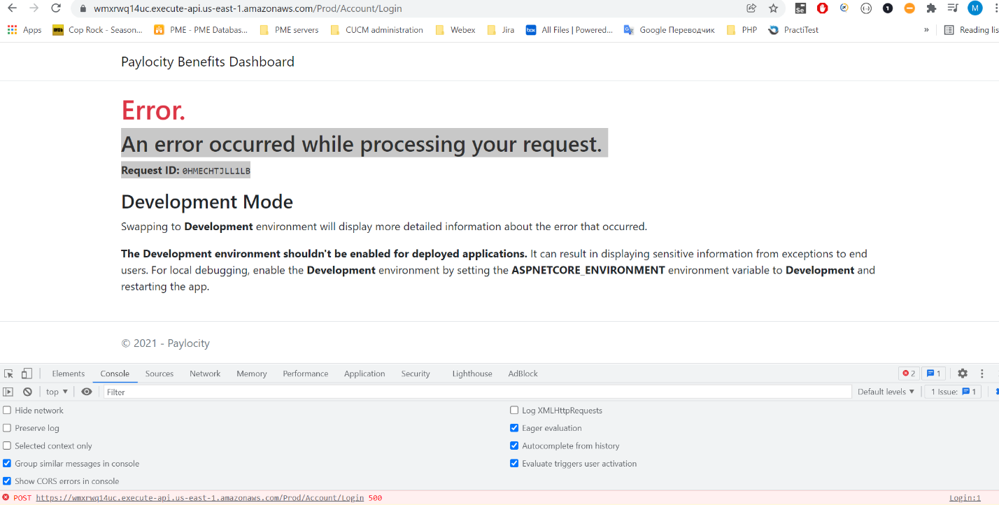 wmxrwq14uc.execute-api.us-east-1.amazonaws.com/Prod/Account/Login
Se 1 M
Apps IMDb Cop Rock - Season... PME - PME Databas... PME servers CUCM administration Webex Jira box All Files | Powered... Google Переводчик PHP PractiTest » Reading lis
Paylocity Benefits Dashboard
Error.
An error occurred while processing your request.
Request ID: 0HMECHTJLL1LB
Development Mode
Swapping to Development environment will display more detailed information about the error that occurred.
The Development environment shouldn't be enabled for deployed applications. It can result in displaying sensitive information from exceptions to end
users. For local debugging, enable the Development environment by setting the ASPNETCORE_ENVIRONMENT environment variable to Development and
restarting the app.
© 2021 - Paylocity
Elements Console Sources Network Memory Performance Application Security Lighthouse AdBlock 2 1
top ▼ Filter Default levels ▼ 1 Issue: 1
Hide network Log XMLHttpRequests
Preserve log Eager evaluation
Selected context only Autocomplete from history
Group similar messages in console Evaluate triggers user activation
Show CORS errors in console
POST https://wmxrwq14uc.execute-api.us-east-1.amazonaws.com/Prod/Account/Login 500 Login:1